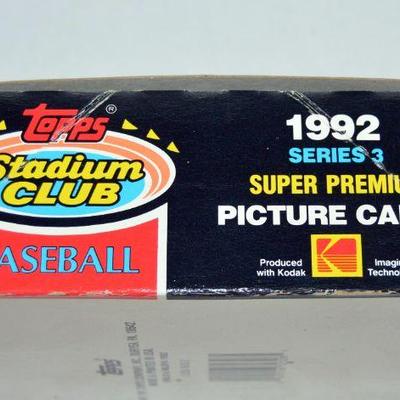 Topps®
Stadium
CLUB
ASEBALL
1992
SERIES 3
SUPER PREMIU
PICTURE CA
Produced
with Kodak
Imagin
Techno